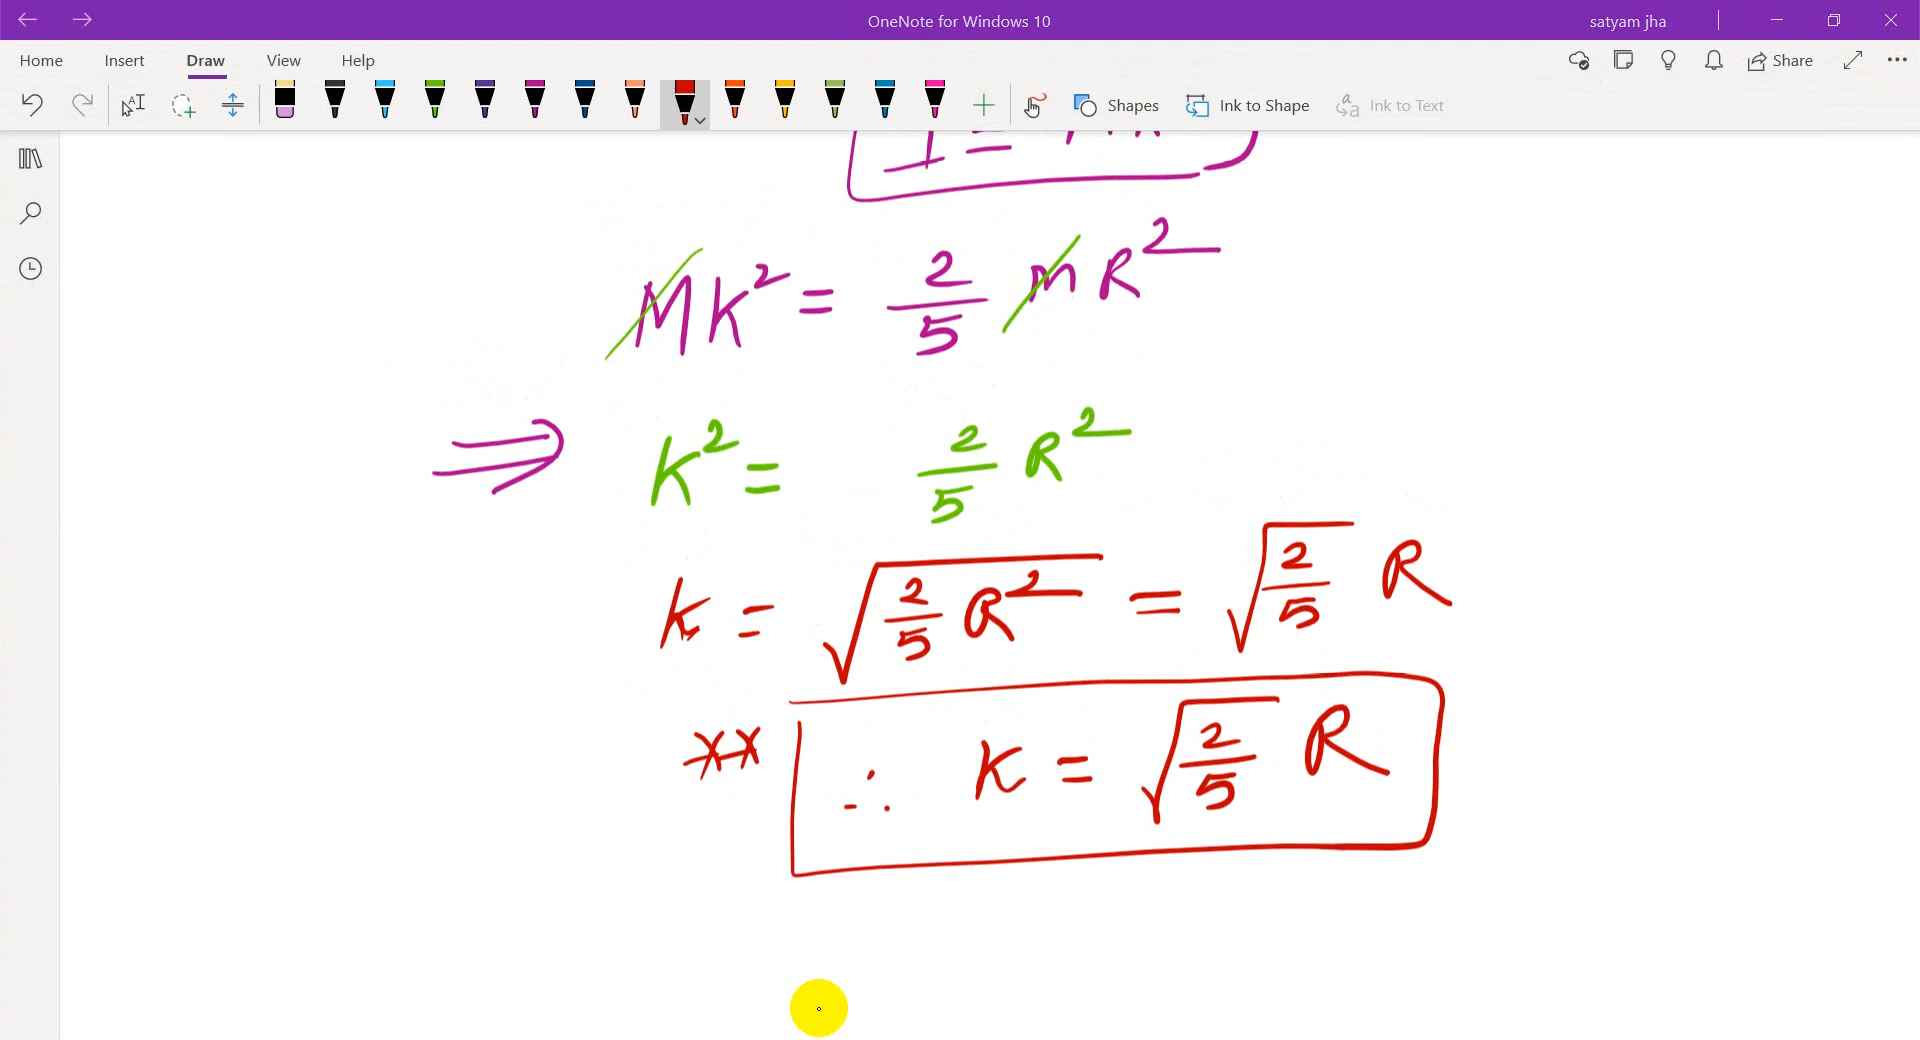 OneNote for Windows 10
satyam jha
Home Insert Draw View Help
Share
Shapes Ink to Shape Ink to Text
I =
MK² = 2/5 mR²
⇒ K² = 2/5 R²
k = √(2/5 R²) = √(2/5) R
** ∴ K = √(2/5) R